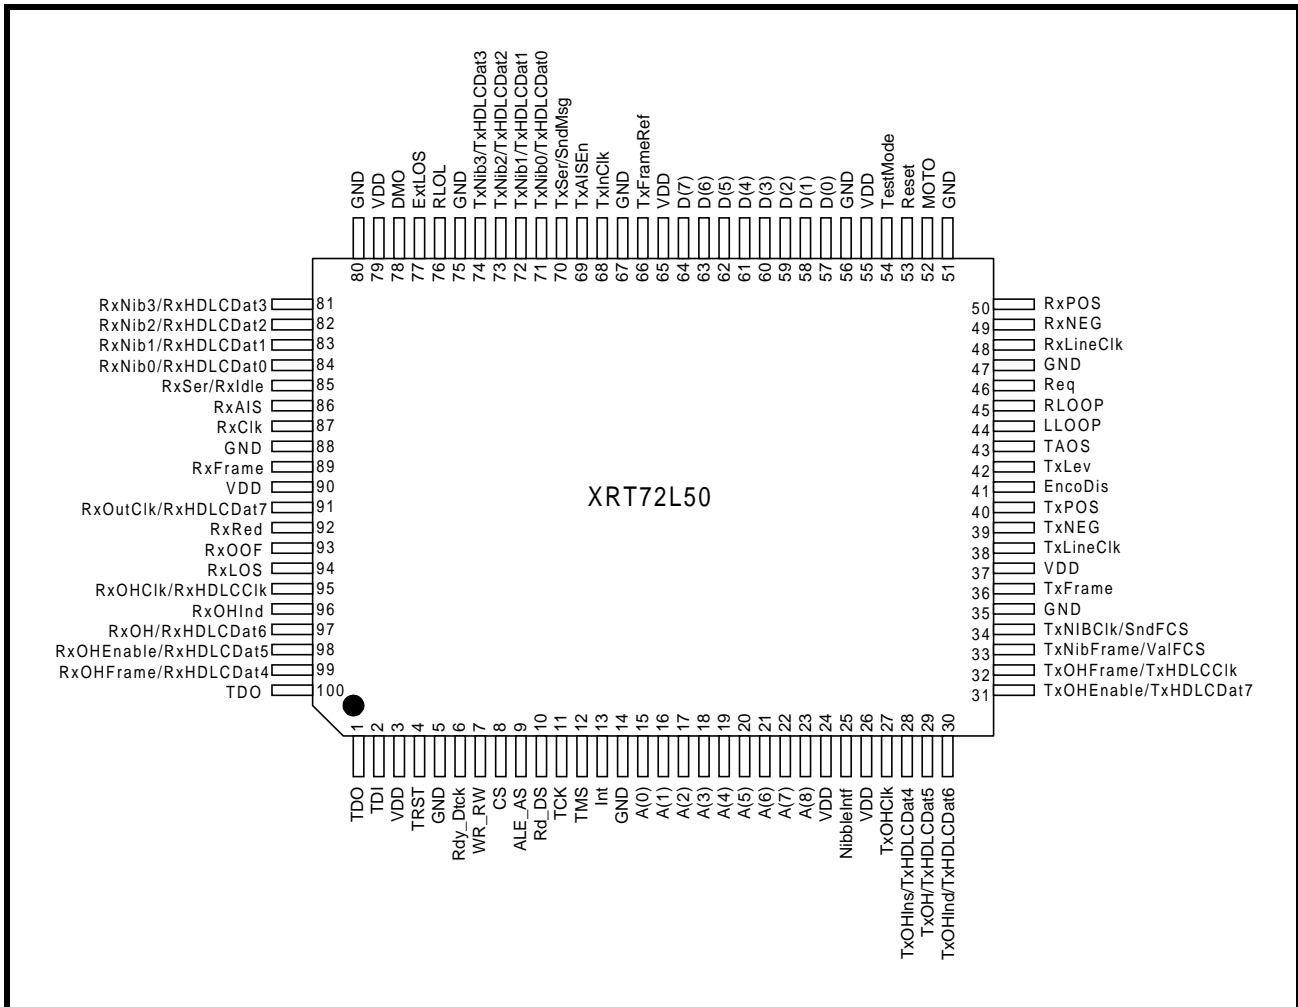 GND
VDD
DMO
ExtLOS
RLOL
GND
TxNib3/TxHDLCDat3
TxNib2/TxHDLCDat2
TxNib1/TxHDLCDat1
TxNib0/TxHDLCDat0
TxSer/SndMsg
TxAISEn
TxInClk
GND
TxFrameRef
VDD
D(7)
D(6)
D(5)
D(4)
D(3)
D(2)
D(1)
D(0)
GND
VDD
TestMode
Reset
MOTO
GND
80 79 78 77 76 75 74 73 72 71 70 69 68 67 66 65 64 63 62 61 60 59 58 57 56 55 54 53 52 51
RxNib3/RxHDLCDat3 81
RxNib2/RxHDLCDat2 82
RxNib1/RxHDLCDat1 83
RxNib0/RxHDLCDat0 84
RxSer/RxIdle 85
RxAIS 86
RxClk 87
GND 88
RxFrame 89
VDD 90
RxOutClk/RxHDLCDat7 91
RxRed 92
RxOOF 93
RxLOS 94
RxOHClk/RxHDLCClk 95
RxOHInd 96
RxOH/RxHDLCDat6 97
RxOHEnable/RxHDLCDat5 98
RxOHFrame/RxHDLCDat4 99
TDO 100
XRT72L50
50 RxPOS
49 RxNEG
48 RxLineClk
47 GND
46 Req
45 RLOOP
44 LLOOP
43 TAOS
42 TxLev
41 EncoDis
40 TxPOS
39 TxNEG
38 TxLineClk
37 VDD
36 TxFrame
35 GND
34 TxNIBClk/SndFCS
33 TxNibFrame/ValFCS
32 TxOHFrame/TxHDLCClk
31 TxOHEnable/TxHDLCDat7
1 2 3 4 5 6 7 8 9 10 11 12 13 14 15 16 17 18 19 20 21 22 23 24 25 26 27 28 29 30
TDO
TDI
VDD
TRST
GND
Rdy_Dtck
WR_RW
CS
ALE_AS
Rd_DS
TCK
TMS
Int
GND
A(0)
A(1)
A(2)
A(3)
A(4)
A(5)
A(6)
A(7)
A(8)
VDD
NibbleIntf
VDD
TxOHClk
TxOHIns/TxHDLCDat4
TxOH/TxHDLCDat5
TxOHInd/TxHDLCDat6